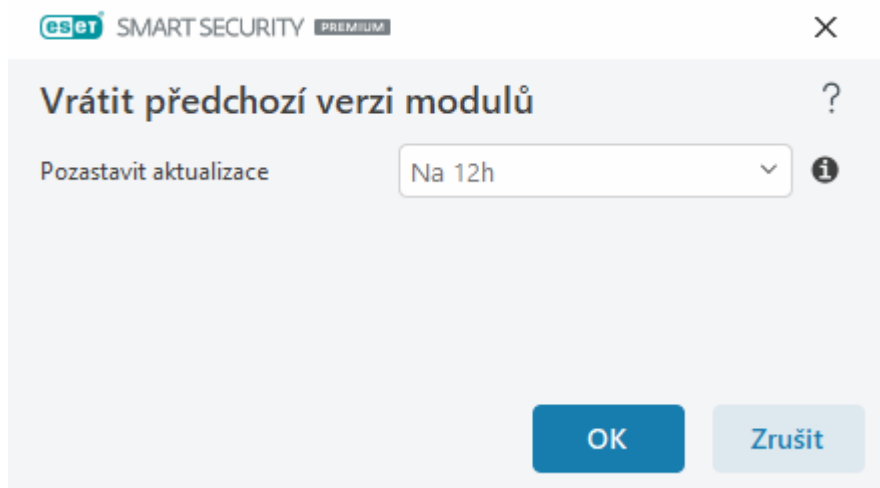 eset SMART SECURITY PREMIUM
Vrátit předchozí verzi modulů ?
Pozastavit aktualizace Na 12h
OK Zrušit